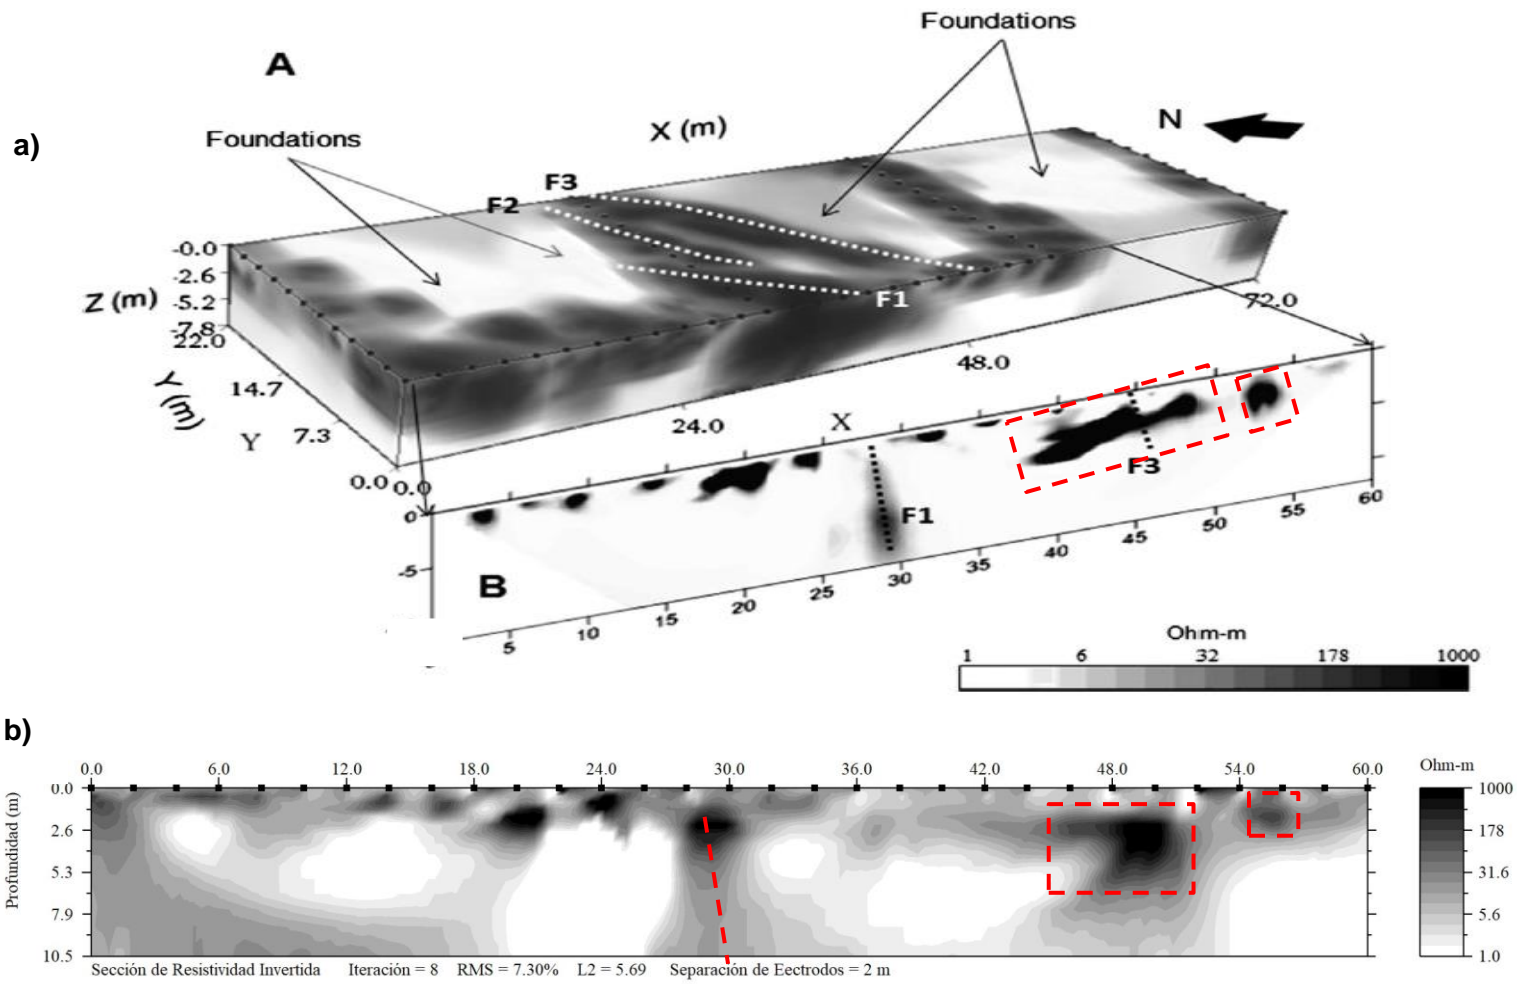 Foundations
A
a)
X (m)
N
Foundations
F3
F2
-0.0
-2.6
Z (m)
-5.2
-7.8
22.0
F1
72.0
14.7
Y (m)
48.0
7.3
Y
24.0
X
0.0
0.0
F3
60
0
F1
55
50
45
40
-5
B
35
30
25
20
15
10
5
Ohm-m
1 6 32 178 1000
b)
0.0 6.0 12.0 18.0 24.0 30.0 36.0 42.0 48.0 54.0 60.0
Ohm-m
0.0
2.6
5.3
7.9
10.5
Profundidad (m)
1000
178
31.6
5.6
1.0
Sección de Resistividad Invertida Iteración = 8 RMS = 7.30% L2 = 5.69 Separación de Eectrodos = 2 m